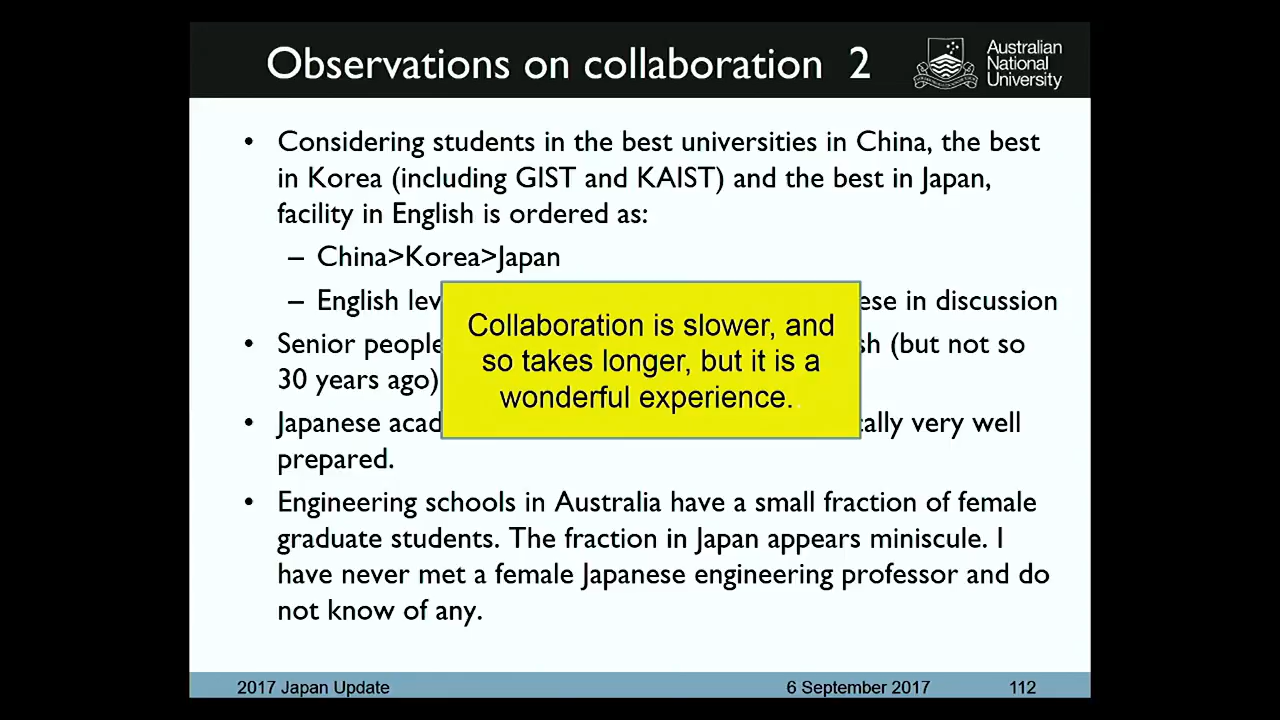 Observations on collaboration 2
Australian
National
University
• Considering students in the best universities in China, the best
in Korea (including GIST and KAIST) and the best in Japan,
facility in English is ordered as:
– China>Korea>Japan
– English lev
ese in discussion
• Senior people
sh (but not so
30 years ago)
Collaboration is slower, and
so takes longer, but it is a
wonderful experience.
• Japanese acad
cally very well
prepared.
• Engineering schools in Australia have a small fraction of female
graduate students. The fraction in Japan appears miniscule. I
have never met a female Japanese engineering professor and do
not know of any.
2017 Japan Update
6 September 2017
112